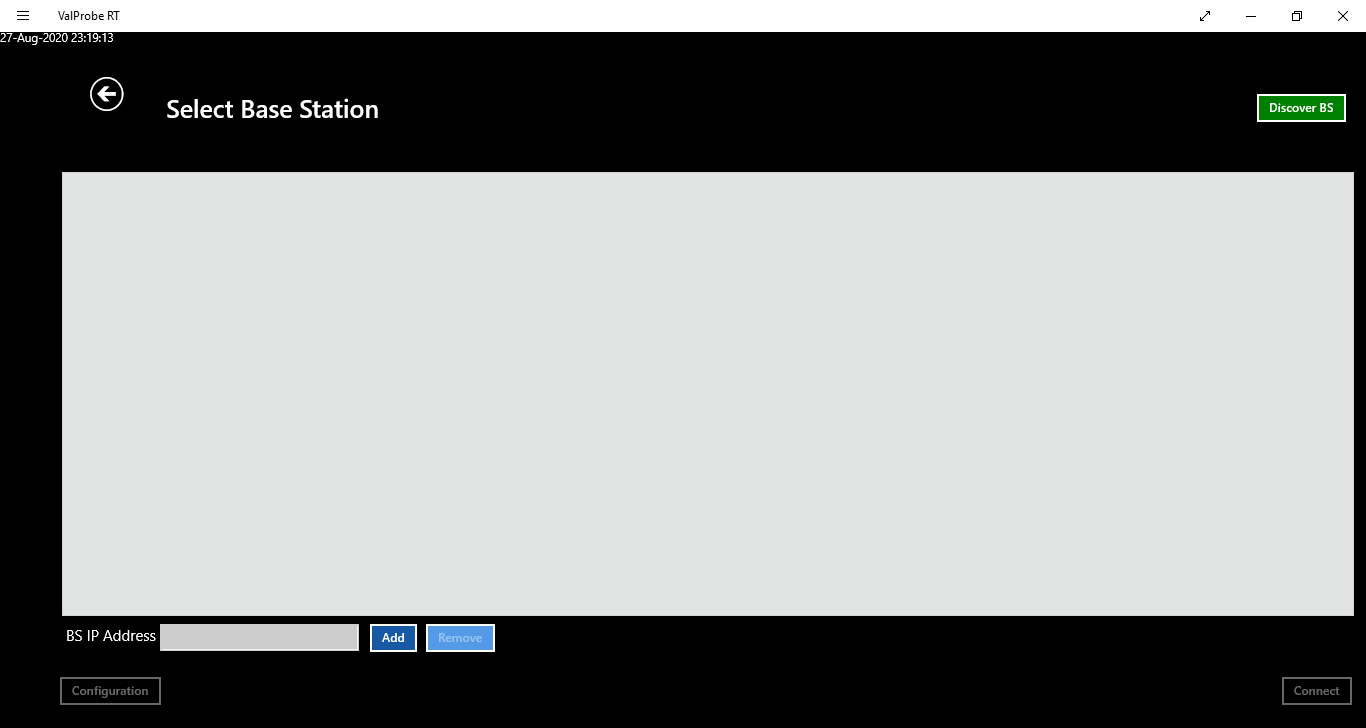 ValProbe RT
27-Aug-2020 23:19:13
Select Base Station
Discover BS
BS IP Address
Add
Remove
Configuration
Connect